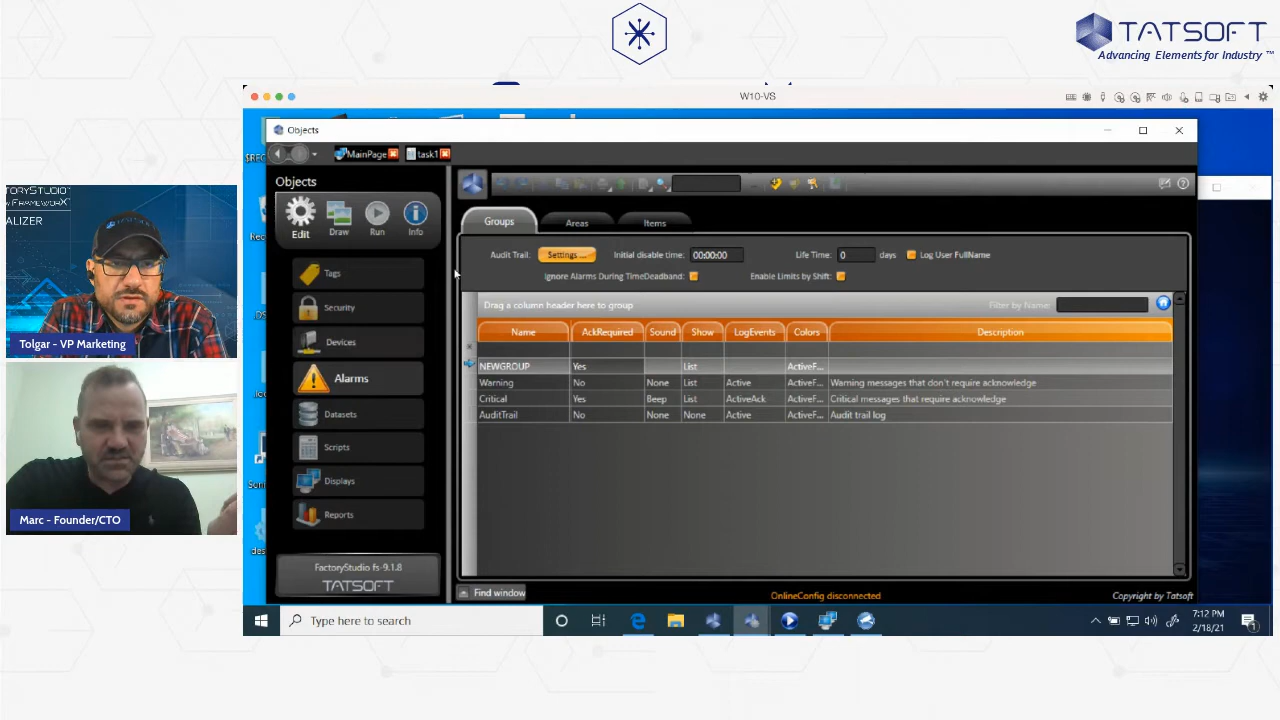 TATSOFT
Advancing Elements for Industry ™
W10-VS
Objects
MainPage
task1
Objects
Edit
Draw
Run
Info
Groups
Areas
Items
Audit Trail:
Settings ...
Initial disable time:
00:00:00
Life Time:
0
days
Log User FullName
Ignore Alarms During TimeDeadband:
Enable Limits by Shift:
Drag a column header here to group
Filter by Name:
Name AckRequired Sound Show LogEvents Colors Description
NEWGROUP Yes List ActiveF...
Warning No None List Active ActiveF... Warning messages that don't require acknowledge
Critical Yes Beep List ActiveAck ActiveF... Critical messages that require acknowledge
AuditTrail No None None Active ActiveF... Audit trail log
Tags
Security
Devices
Alarms
Datasets
Scripts
Displays
Reports
FactoryStudio fs-9.1.8
TATSOFT
Find window
OnlineConfig disconnected
Copyright by Tatsoft
Type here to search
7:12 PM
2/18/21
ALIZER
Tolgar - VP Marketing
Marc - Founder/CTO